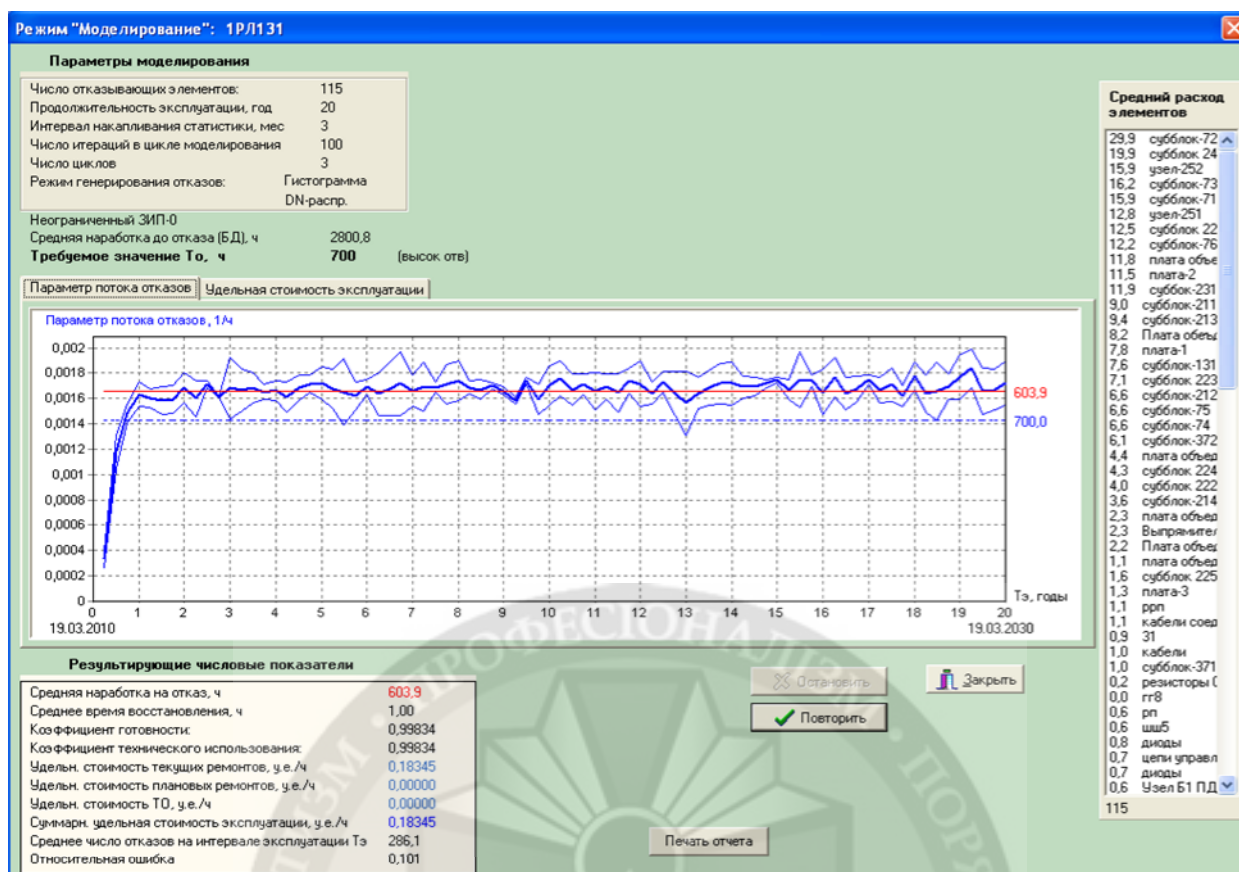 Режим "Моделирование": 1РЛ131
Параметры моделирования
Число отказывающих элементов: 115
Продолжительность эксплуатации, год 20
Интервал накапливания статистики, мес 3
Число итераций в цикле моделирования 100
Число циклов 3
Режим генерирования отказов: Гистограмма
DN-распр.
Неограниченный ЗИП-0
Средняя наработка до отказа (БД), ч 2800,8
Требуемое значение То, ч 700 (высок отв)
Параметр потока отказов Удельная стоимость эксплуатации
Параметр потока отказов, 1/ч
0,002
0,0018
0,0016
0,0014
0,0012
0,001
0,0008
0,0006
0,0004
0,0002
0
603,9
700,0
0 1 2 3 4 5 6 7 8 9 10 11 12 13 14 15 16 17 18 19 20
Тэ, годы
19.03.2010 19.03.2030
Результирующие числовые показатели
Средняя наработка на отказ, ч 603,9
Среднее время восстановления, ч 1,00
Коэффициент готовности: 0,99834
Коэффициент технического использования: 0,99834
Удельн. стоимость текущих ремонтов, у.е./ч 0,18345
Удельн. стоимость плановых ремонтов, у.е./ч 0,00000
Удельн. стоимость ТО, у.е./ч 0,00000
Суммарн. удельная стоимость эксплуатации, у.е./ч 0,18345
Среднее число отказов на интервале эксплуатации Тэ 286,1
Относительная ошибка 0,101
Остановить
Повторить
Закрыть
Печать отчета
Средний расход
элементов
29,9 субблок-72
19,9 субблок 24
15,9 узел-252
16,2 субблок-73
15,9 субблок-71
12,8 узел-251
12,5 субблок 22
12,2 субблок-76
11,8 плата объе
11,5 плата-2
11,9 суббок-231
9,0 субблок-211
9,4 субблок-213
8,2 Плата объед
7,8 плата-1
7,6 субблок-131
7,1 субблок 223
6,6 субблок-212
6,6 субблок-75
6,6 субблок-74
6,1 субблок-372
4,4 плата объед
4,3 субблок 224
4,0 субблок 222
3,6 субблок-214
2,3 плата объед
2,3 Выпрямител
2,2 Плата объед
1,1 плата объед
1,6 субблок 225
1,3 плата-3
1,1 ррп
1,1 кабели соед
0,9 31
1,0 кабели
1,0 субблок-371
0,2 резисторы
0,0 гг8
0,6 рп
0,6 шш5
0,8 диоды
0,7 цепи управл
0,7 диоды
0,6 Узел Б1 ПД
115
ПРОФЕСІОНАЛІЗМ